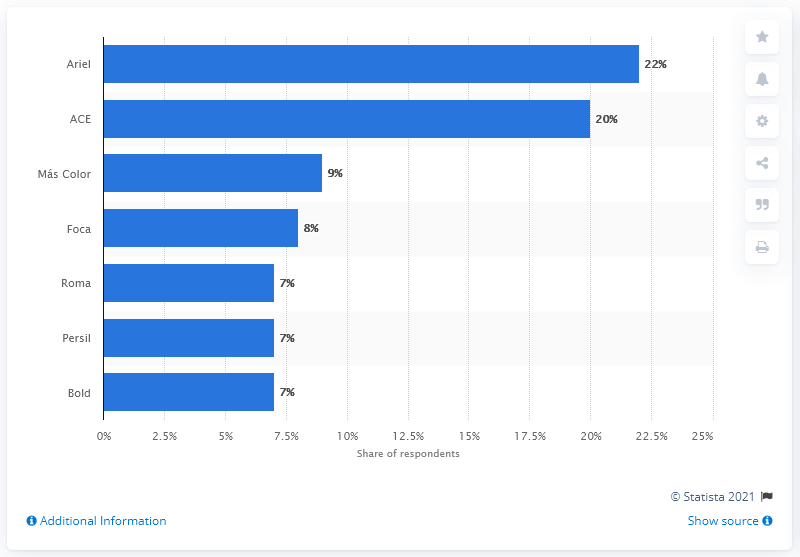 Ariel 22%
ACE 20%
Más Color 9%
Foca 8%
Roma 7%
Persil 7%
Bold 7%
0% 2.5% 5% 7.5% 10% 12.5% 15% 17.5% 20% 22.5% 25%
Share of respondents
© Statista 2021
Additional Information Show source